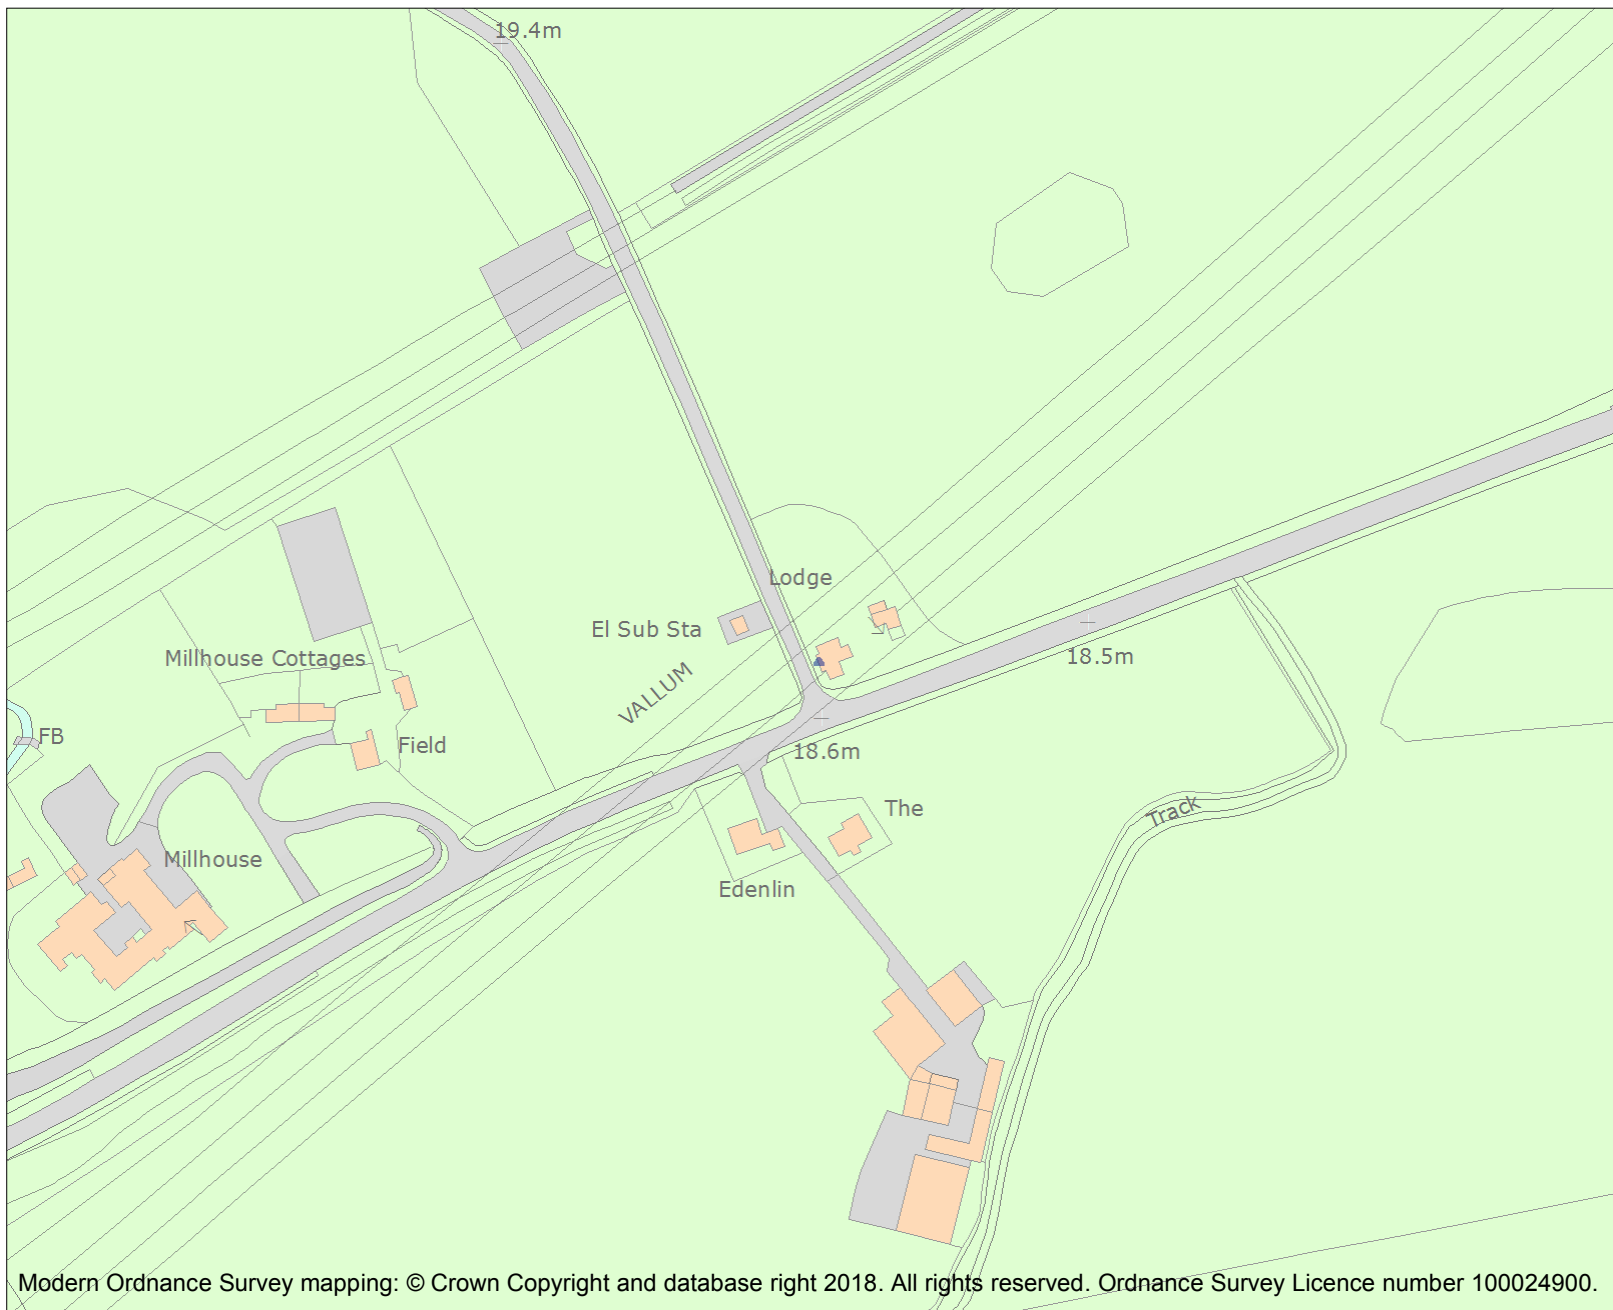 19.4m
Lodge
El Sub Sta
Millhouse Cottages
18.5m
VALLUM
FB
Field
18.6m
Track
The
Millhouse
Edenlin
Modern Ordnance Survey mapping: © Crown Copyright and database right 2018. All rights reserved. Ordnance Survey Licence number 100024900.